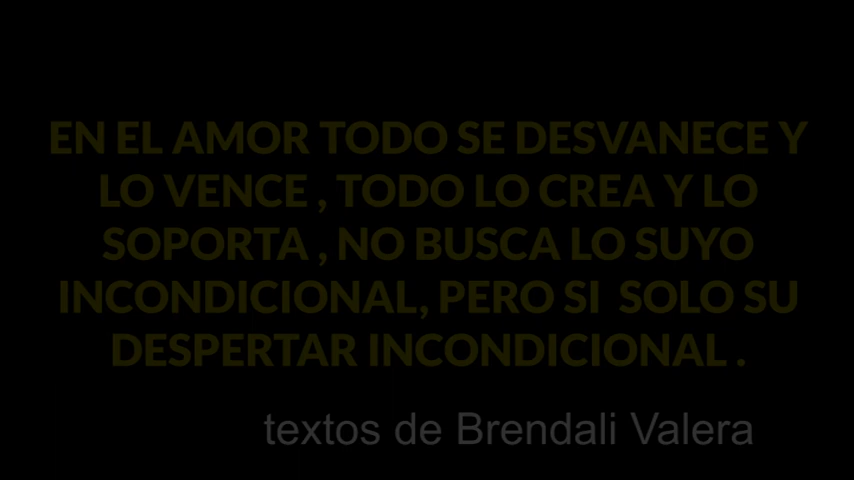 EN EL AMOR TODO SE DESVANECE Y
LO VENCE , TODO LO CREA Y LO
SOPORTA , NO BUSCA LO SUYO
INCONDICIONAL, PERO SI  SOLO SU
DESPERTAR INCONDICIONAL .
textos de Brendali Valera